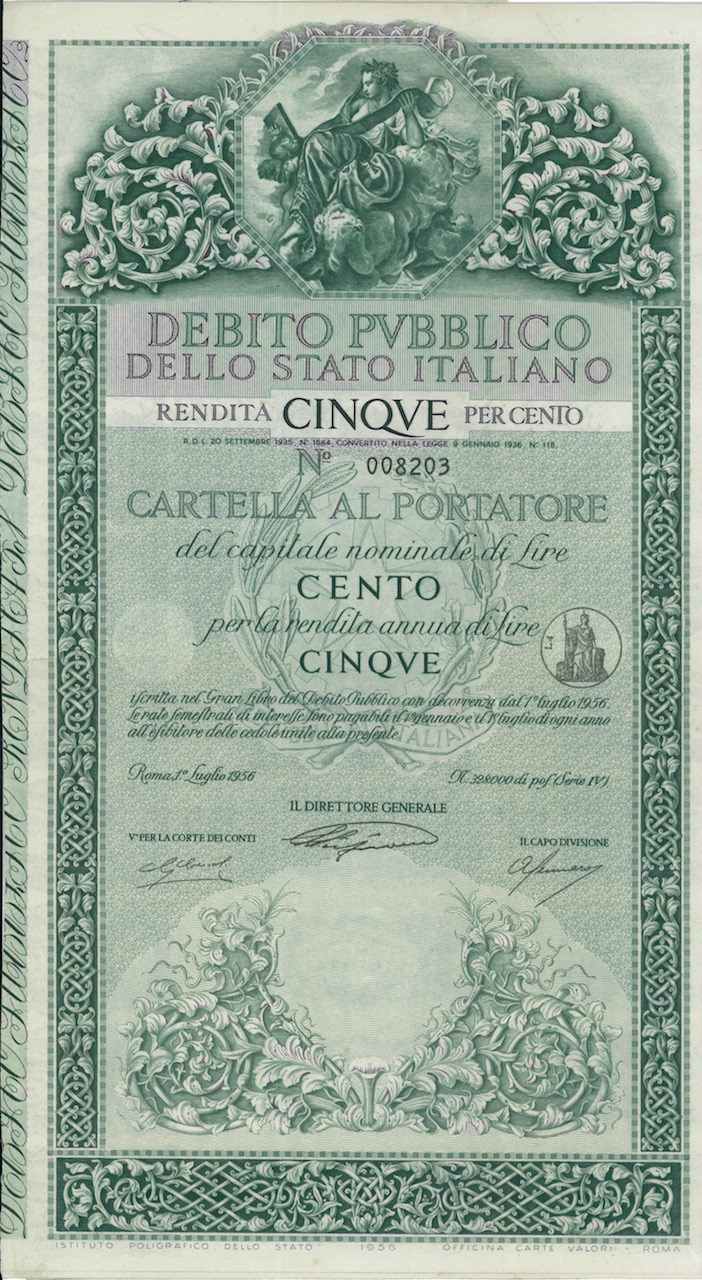 DEBITO PVBBLICO
DELLO STATO ITALIANO
RENDITA CINQVE PER CENTO
R. D. L. 20 SETTEMBRE 1935, N° 1684, CONVERTITO NELLA LEGGE 9 GENNAIO 1936, N° 118.
N° 008203
CARTELLA AL PORTATORE
del capitale nominale di Lire
CENTO
per la rendita annua di Lire
CINQVE
iscritta nel Gran Libro del Debito Pubblico con decorrenza dal 1° luglio 1956.
Le rate semestrali di interesse sono pagabili il 1° gennaio e il 1° luglio di ogni anno
all'esibitore delle cedole unite alla presente.
Roma, 1° Luglio 1956
N. 328000 di pos. (Serie IV)
IL DIRETTORE GENERALE
V° PER LA CORTE DEI CONTI
IL CAPO DIVISIONE
ISTITUTO POLIGRAFICO DELLO STATO 1956 OFFICINA CARTE VALORI - ROMA